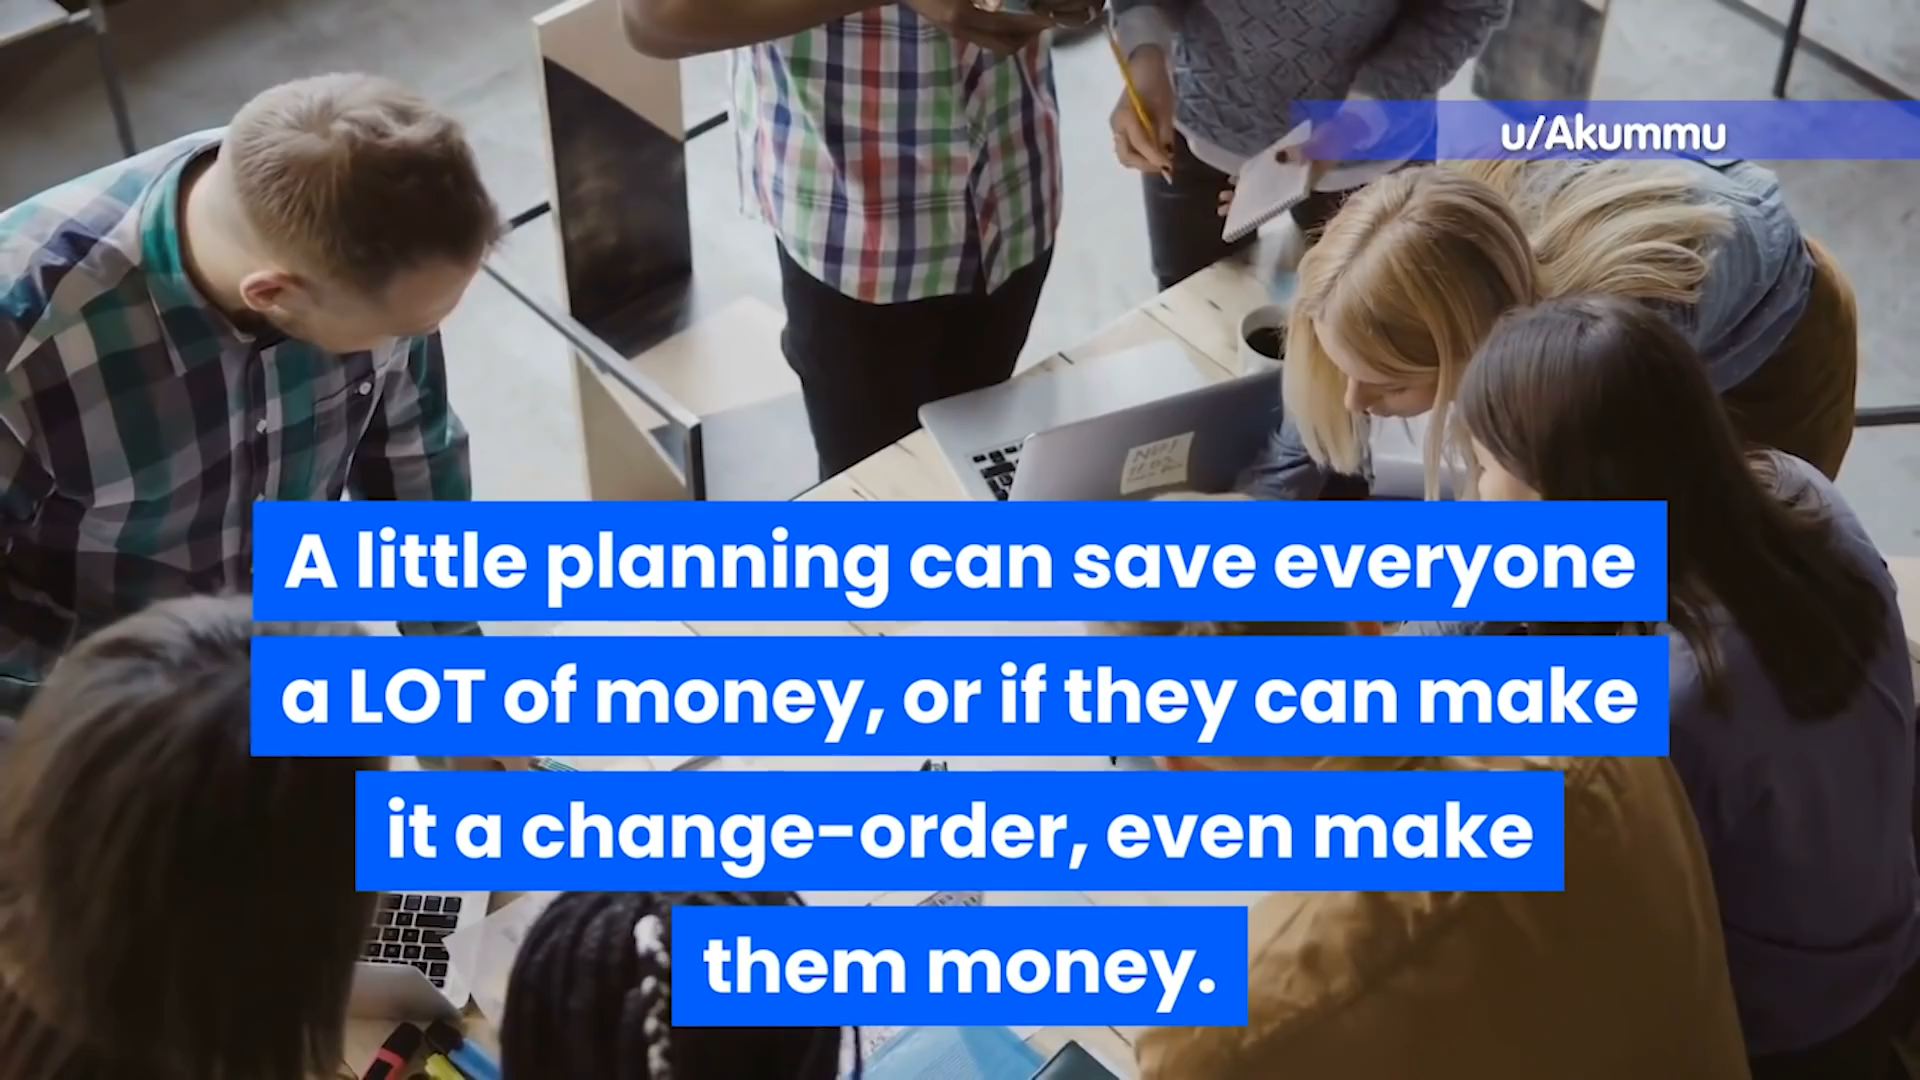 u/Akummu
A little planning can save everyone
a LOT of money, or if they can make
it a change-order, even make
them money.